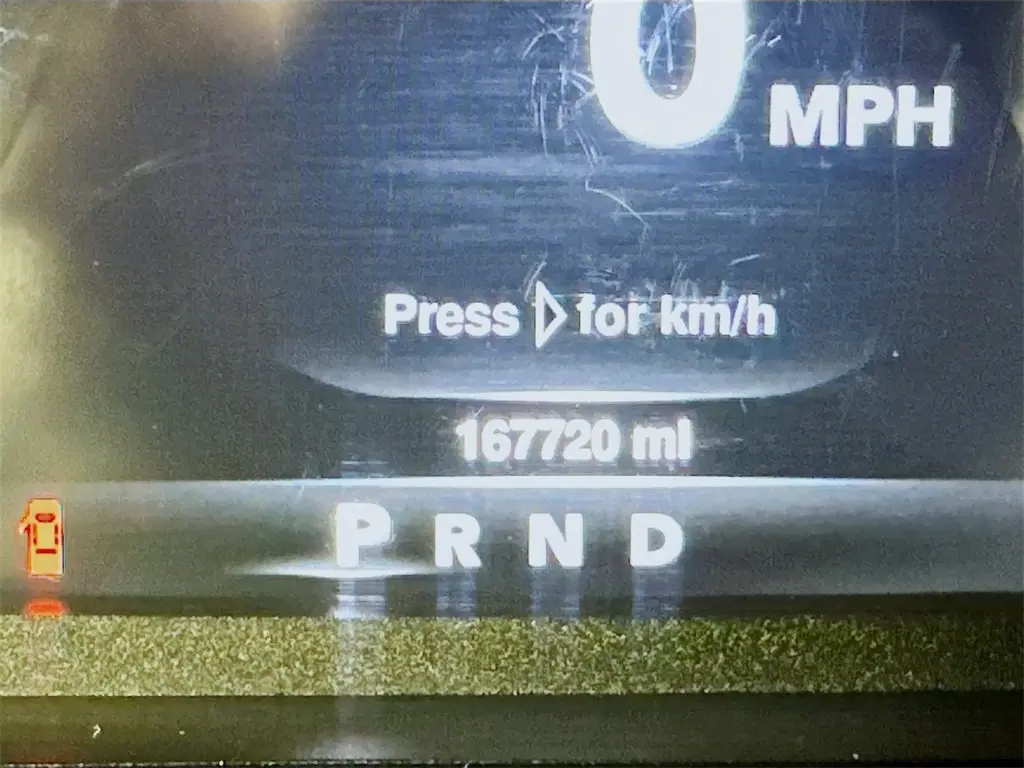 0 MPH
Press ▷ for km/h
167720 mi
P R N D